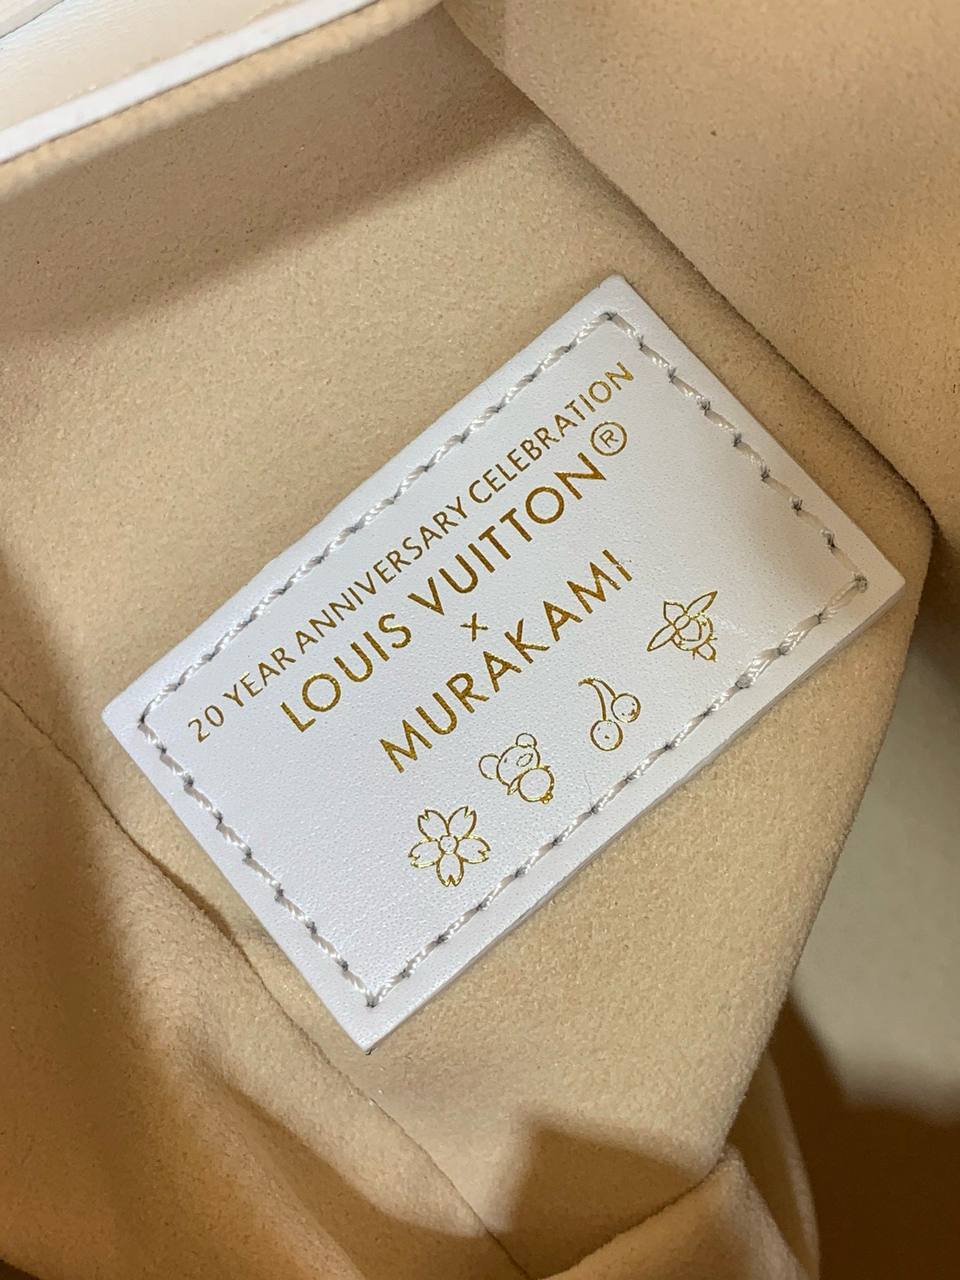 20 YEAR ANNIVERSARY CELEBRATION
LOUIS VUITTON®
x
MURAKAMI